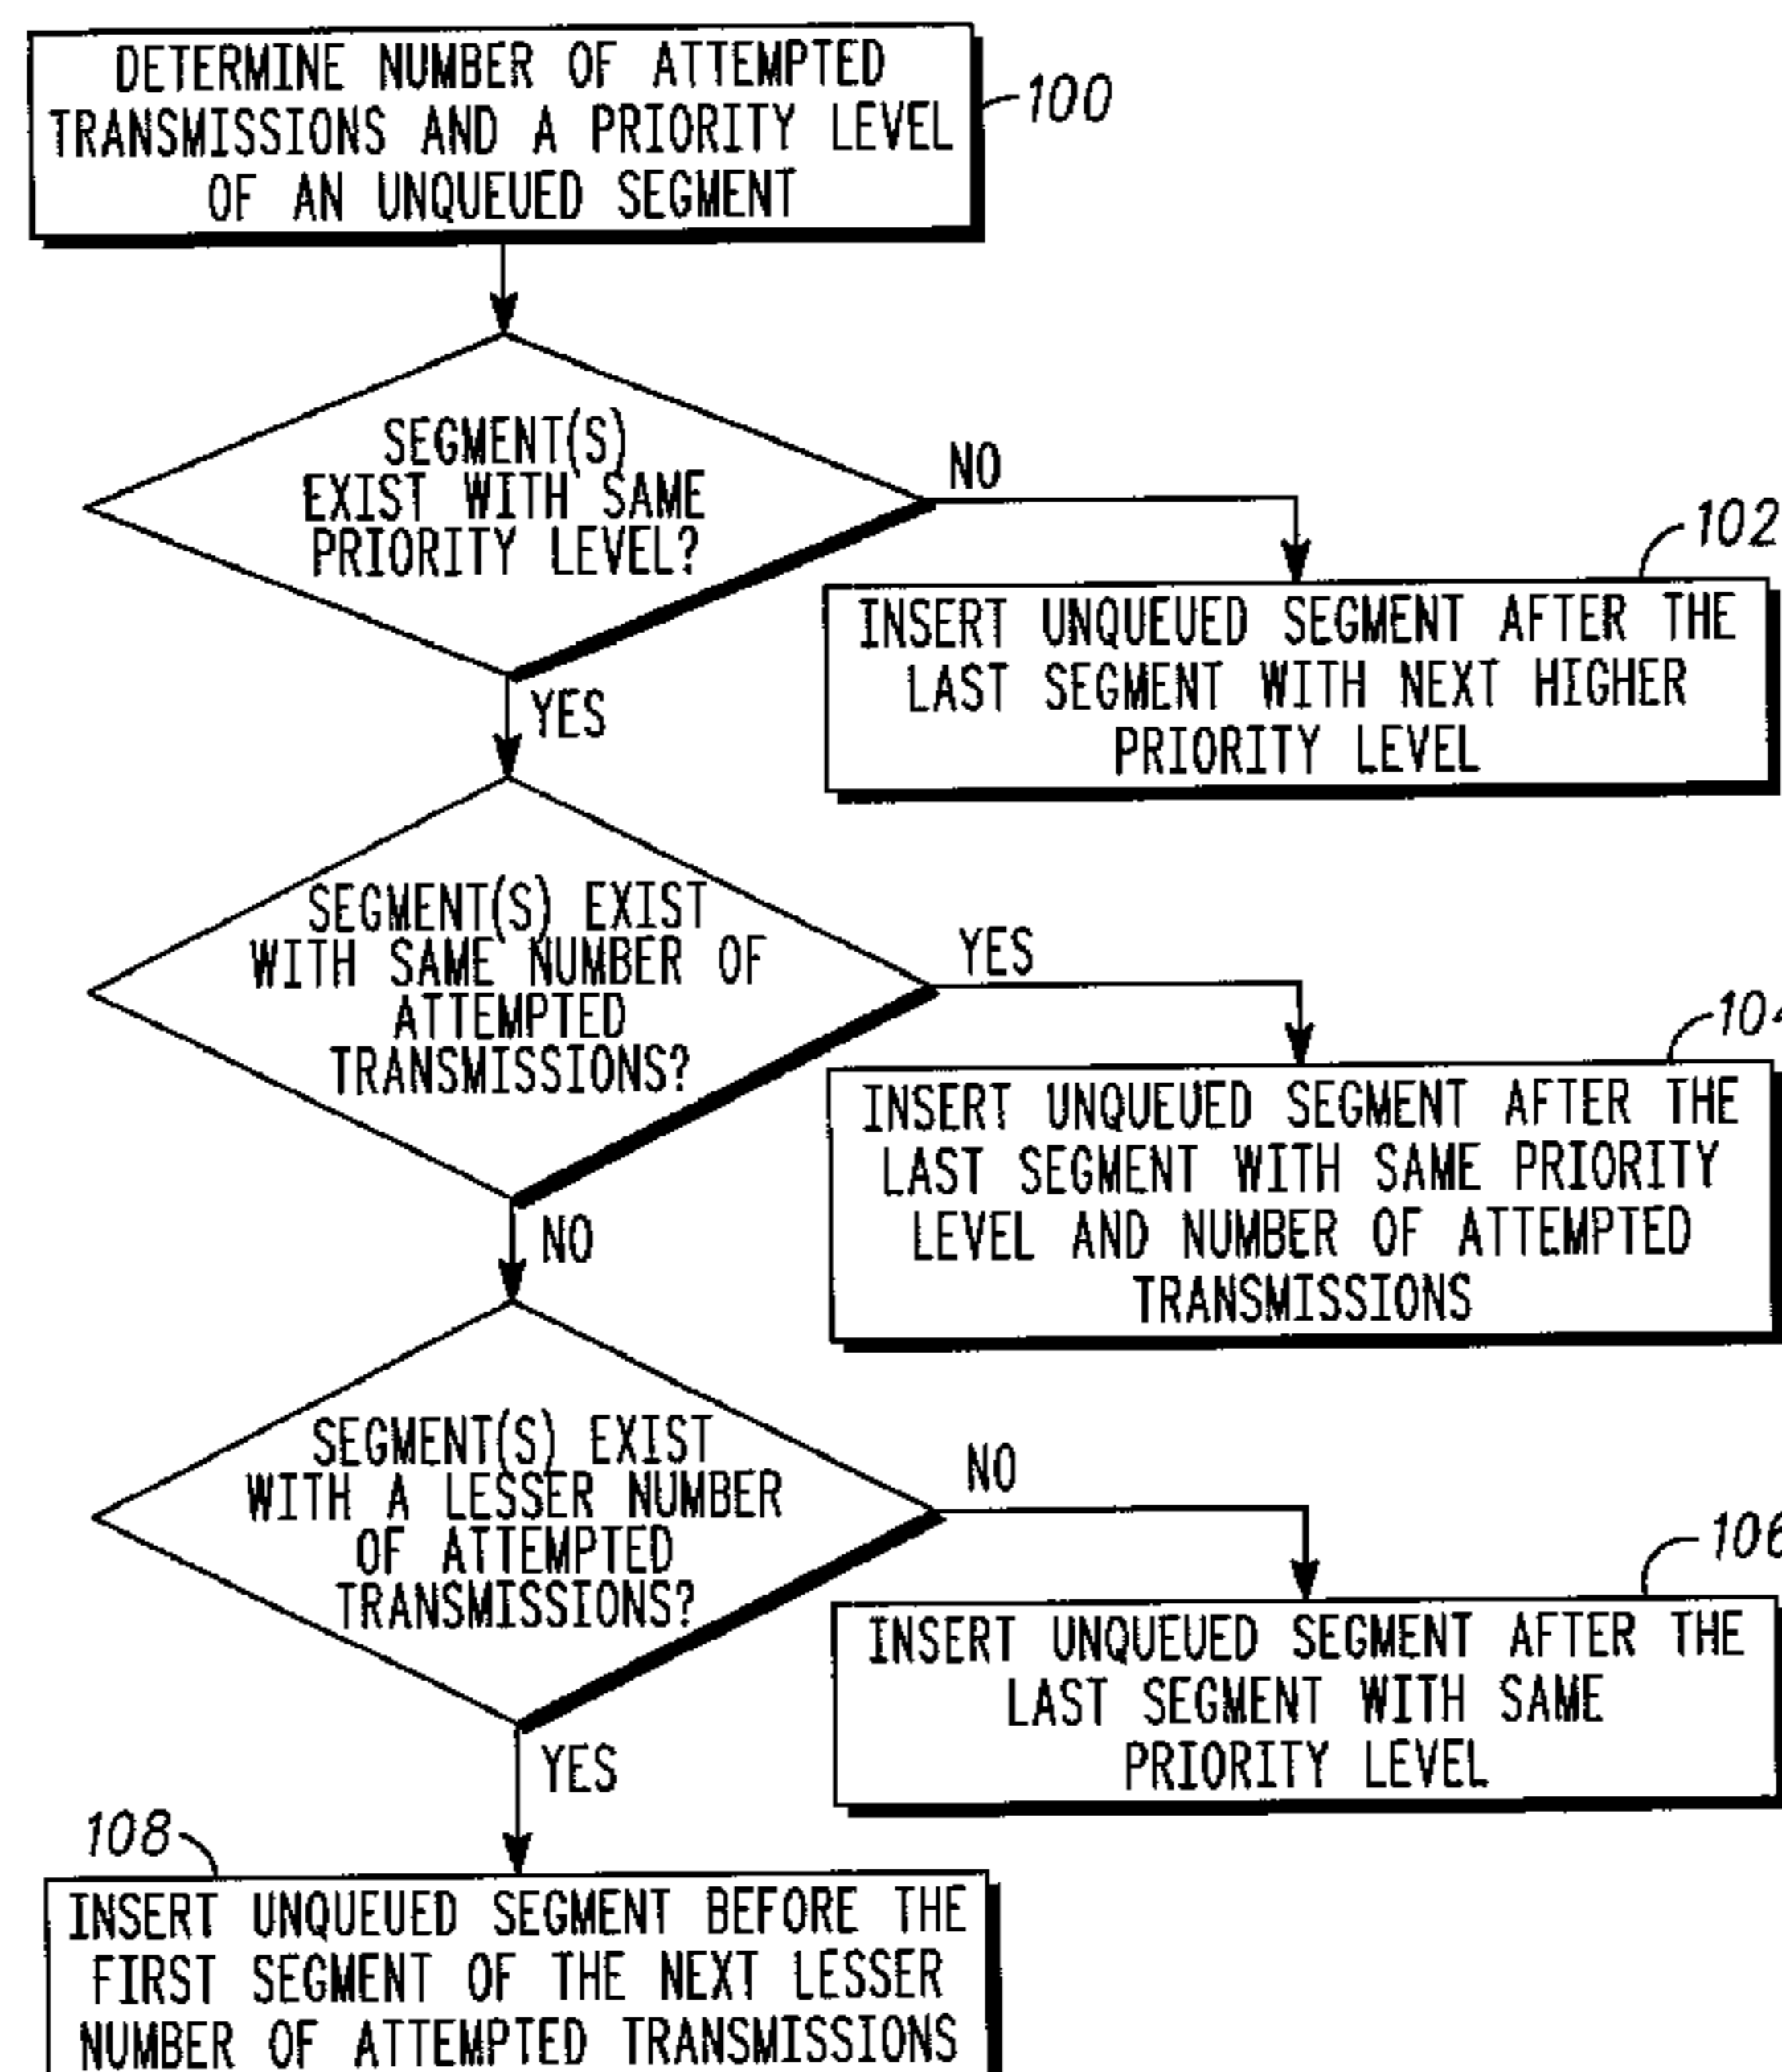 DETERMINE NUMBER OF ATTEMPTED
TRANSMISSIONS AND A PRIORITY LEVEL
OF AN UNQUEUED SEGMENT
100
SEGMENT(S)
EXIST WITH SAME
PRIORITY LEVEL?
NO
102
INSERT UNQUEUED SEGMENT AFTER THE
LAST SEGMENT WITH NEXT HIGHER
PRIORITY LEVEL
YES
SEGMENT(S) EXIST
WITH SAME NUMBER OF
ATTEMPTED
TRANSMISSIONS?
YES
104
INSERT UNQUEUED SEGMENT AFTER THE
LAST SEGMENT WITH SAME PRIORITY
LEVEL AND NUMBER OF ATTEMPTED
TRANSMISSIONS
NO
SEGMENT(S) EXIST
WITH A LESSER NUMBER
OF ATTEMPTED
TRANSMISSIONS?
NO
106
INSERT UNQUEUED SEGMENT AFTER THE
LAST SEGMENT WITH SAME
PRIORITY LEVEL
YES
108
INSERT UNQUEUED SEGMENT BEFORE THE
FIRST SEGMENT OF THE NEXT LESSER
NUMBER OF ATTEMPTED TRANSMISSIONS